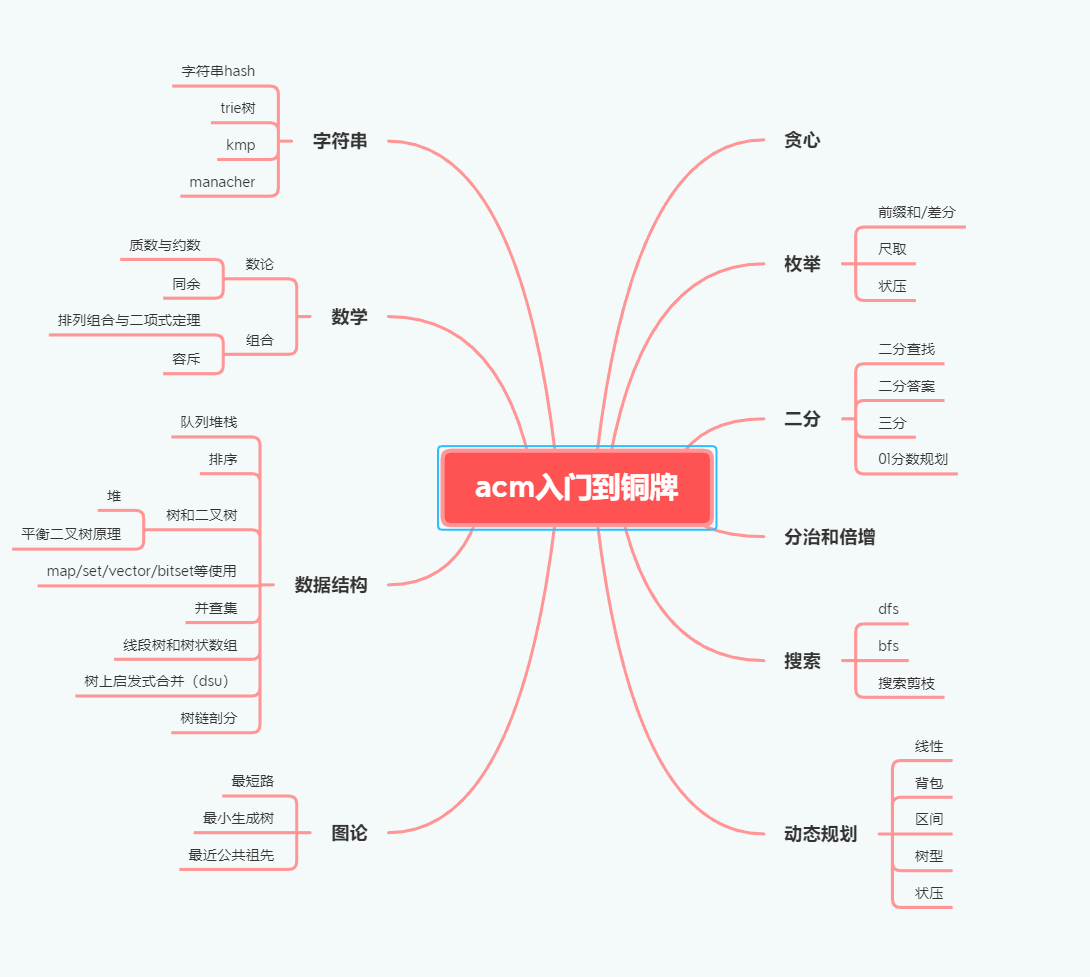 acm入门到铜牌
字符串
字符串hash
trie树
kmp
manacher
数学
数论
质数与约数
同余
组合
排列组合与二项式定理
容斥
数据结构
队列堆栈
排序
树和二叉树
堆
平衡二叉树原理
map/set/vector/bitset等使用
并查集
线段树和树状数组
树上启发式合并（dsu）
树链剖分
图论
最短路
最小生成树
最近公共祖先
贪心
枚举
前缀和/差分
尺取
状压
二分
二分查找
二分答案
三分
01分数规划
分治和倍增
搜索
dfs
bfs
搜索剪枝
动态规划
线性
背包
区间
树型
状压